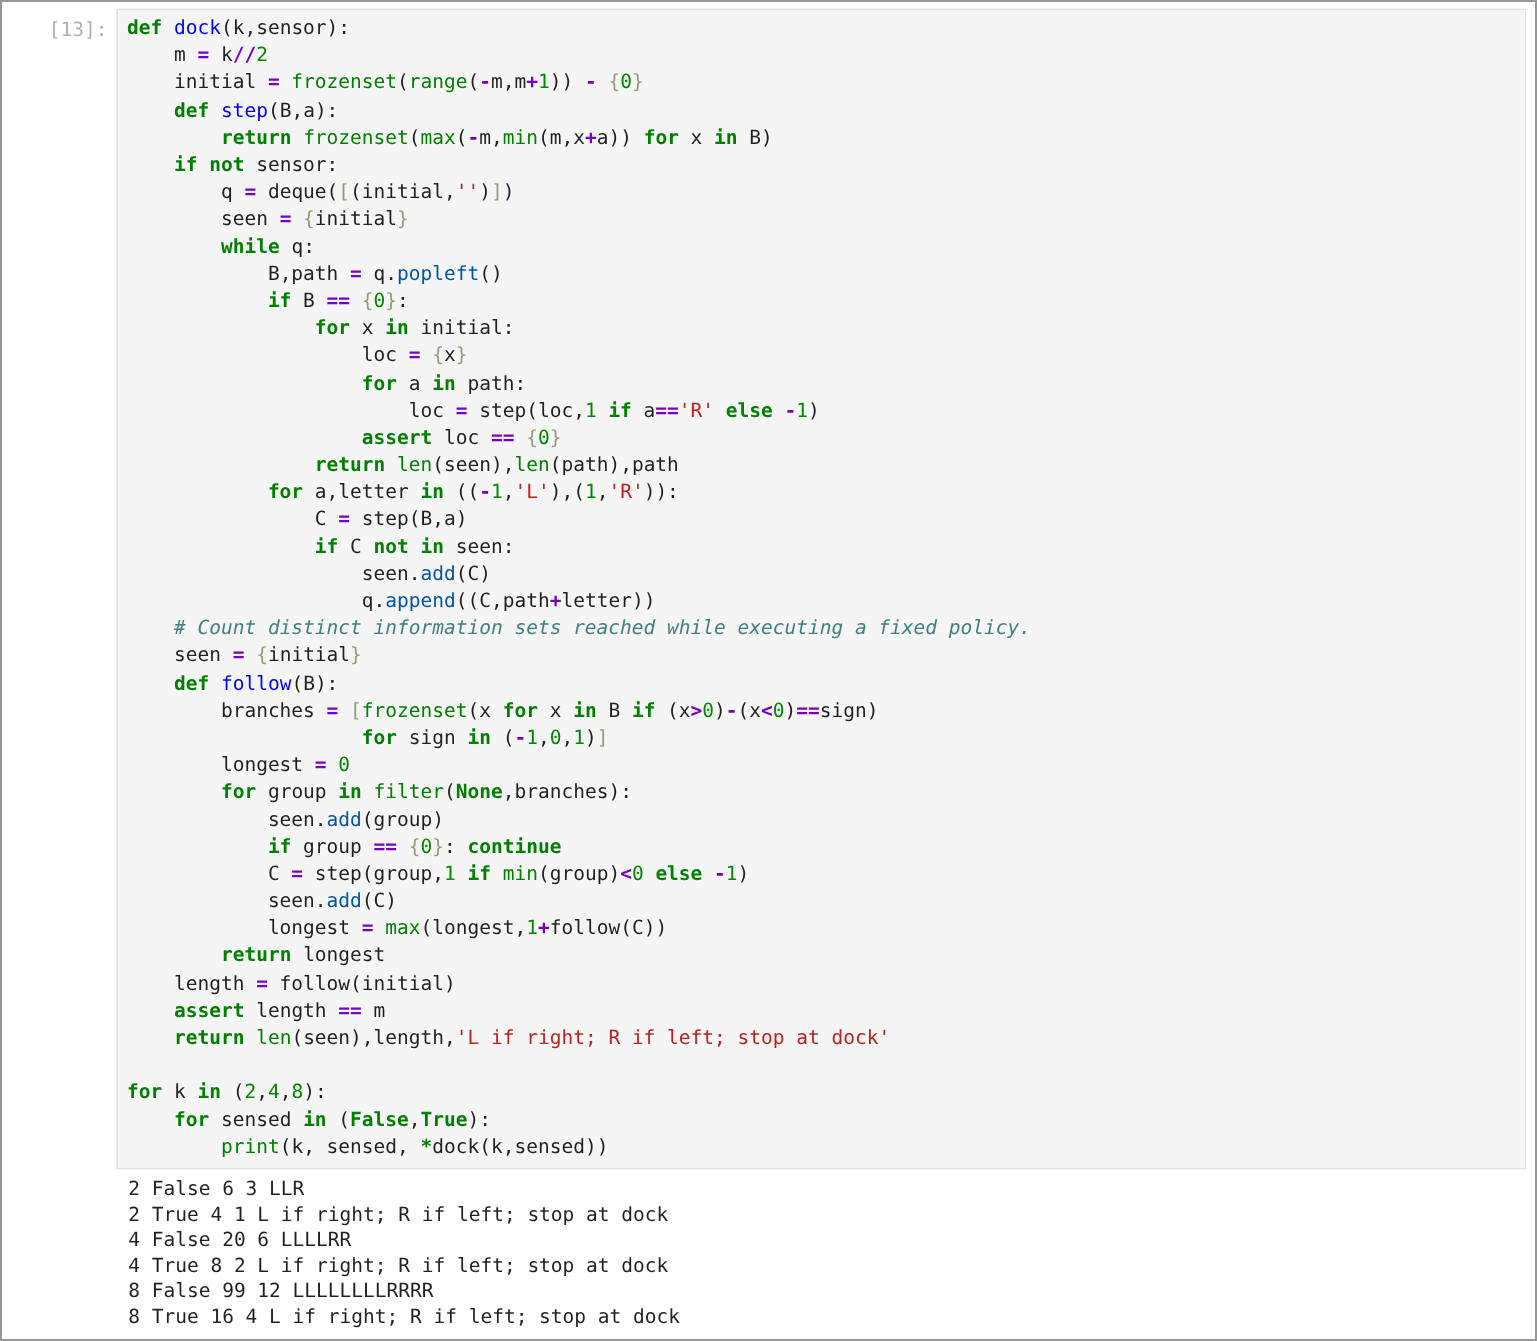 [13]: def dock(k,sensor):
    m = k//2
    initial = frozenset(range(-m,m+1)) - {0}
    def step(B,a):
        return frozenset(max(-m,min(m,x+a)) for x in B)
    if not sensor:
        q = deque([(initial,'')])
        seen = {initial}
        while q:
            B,path = q.popleft()
            if B == {0}:
                for x in initial:
                    loc = {x}
                    for a in path:
                        loc = step(loc,1 if a=='R' else -1)
                    assert loc == {0}
                return len(seen),len(path),path
            for a,letter in ((-1,'L'),(1,'R')):
                C = step(B,a)
                if C not in seen:
                    seen.add(C)
                    q.append((C,path+letter))
    # Count distinct information sets reached while executing a fixed policy.
    seen = {initial}
    def follow(B):
        branches = [frozenset(x for x in B if (x>0)-(x<0)==sign)
                    for sign in (-1,0,1)]
        longest = 0
        for group in filter(None,branches):
            seen.add(group)
            if group == {0}: continue
            C = step(group,1 if min(group)<0 else -1)
            seen.add(C)
            longest = max(longest,1+follow(C))
        return longest
    length = follow(initial)
    assert length == m
    return len(seen),length,'L if right; R if left; stop at dock'

for k in (2,4,8):
    for sensed in (False,True):
        print(k, sensed, *dock(k,sensed))
2 False 6 3 LLR
2 True 4 1 L if right; R if left; stop at dock
4 False 20 6 LLLLRR
4 True 8 2 L if right; R if left; stop at dock
8 False 99 12 LLLLLLLLRRRR
8 True 16 4 L if right; R if left; stop at dock